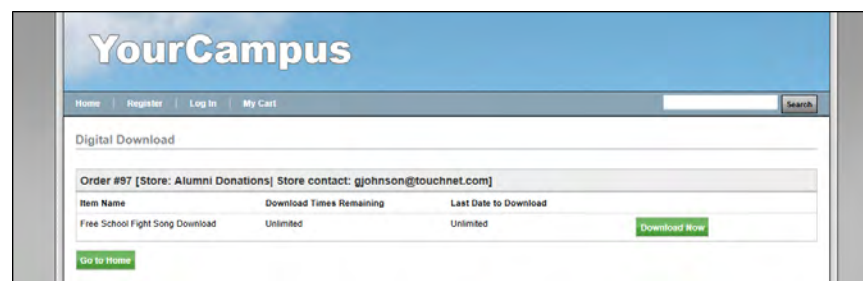 YourCampus
Home | Register | Log In | My Cart Search
Digital Download
Order #97 [Store: Alumni Donations| Store contact: gjohnson@touchnet.com]
Item Name Download Times Remaining Last Date to Download
Free School Fight Song Download Unlimited Unlimited Download Now
Go to Home